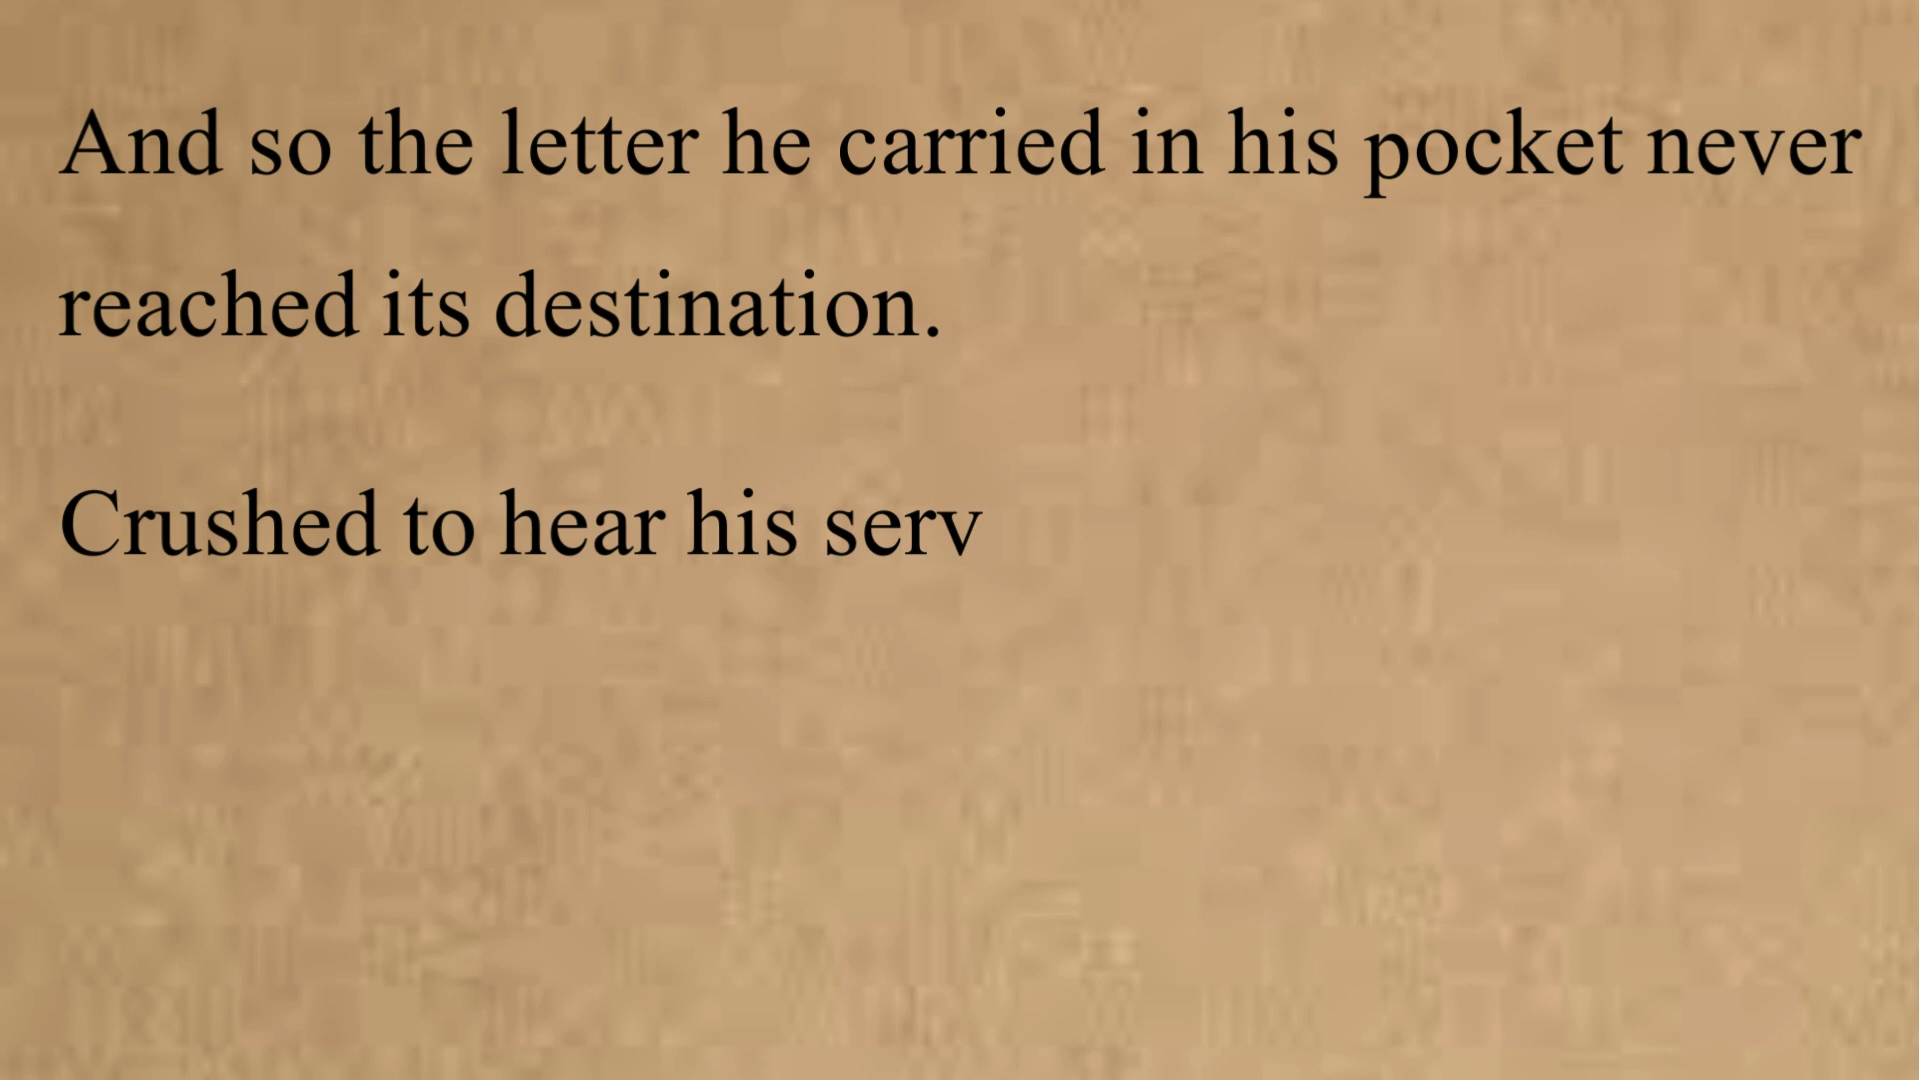 And so the letter he carried in his pocket never
reached its destination.
Crushed to hear his serv